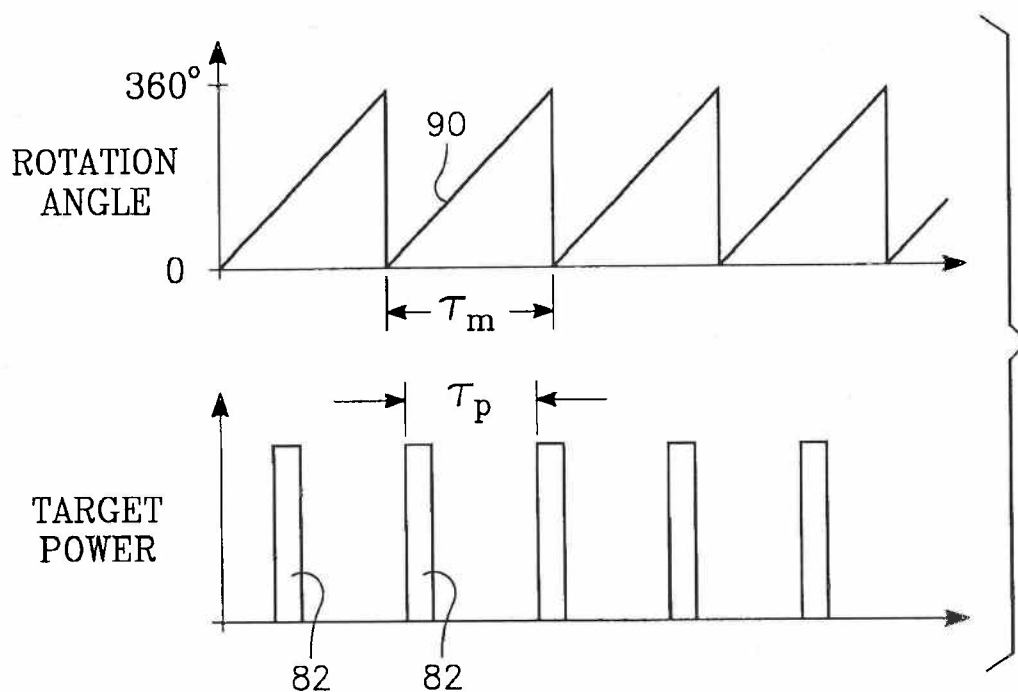 360°
90
ROTATION
ANGLE
0
τm
τp
TARGET
POWER
82
82